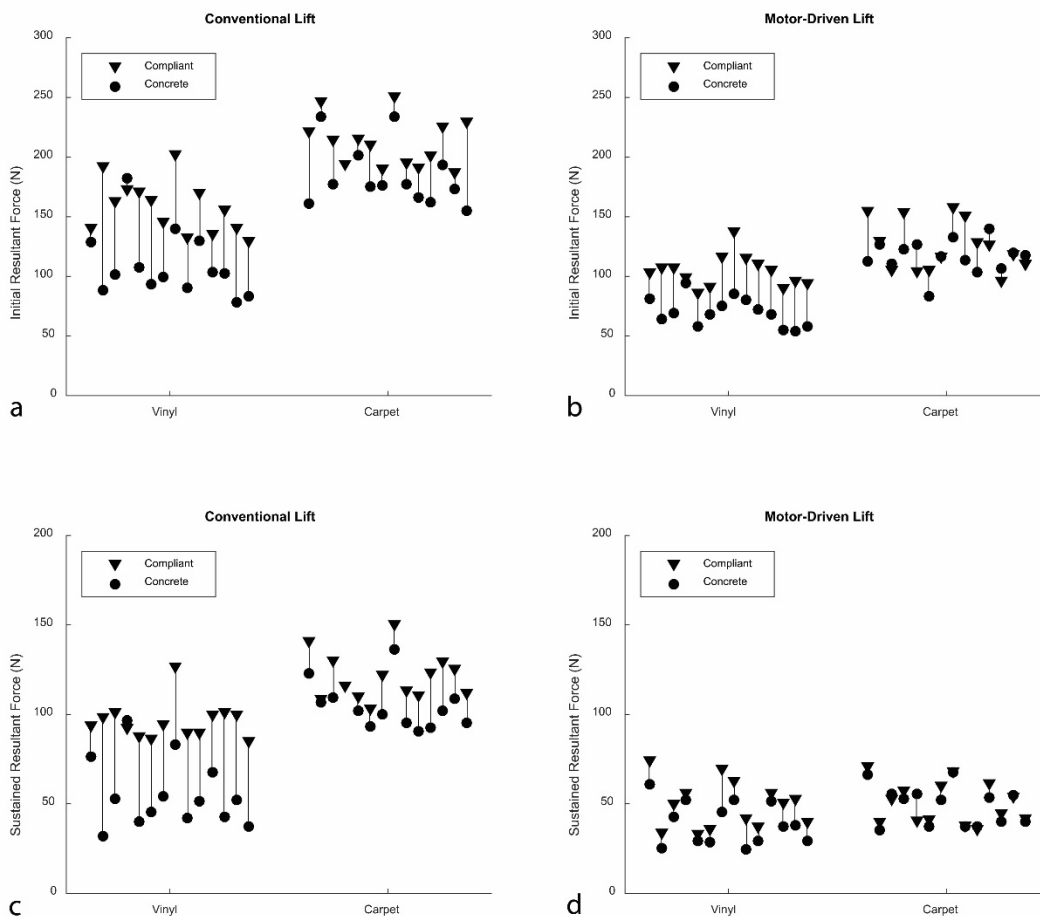 Conventional Lift
300
250
200
150
100
50
0
Initial Resultant Force (N)
Compliant
Concrete
Vinyl
Carpet
a
Motor-Driven Lift
300
250
200
150
100
50
0
Initial Resultant Force (N)
Compliant
Concrete
Vinyl
Carpet
b
Conventional Lift
200
150
100
50
0
Sustained Resultant Force (N)
Compliant
Concrete
Vinyl
Carpet
c
Motor-Driven Lift
200
150
100
50
0
Sustained Resultant Force (N)
Compliant
Concrete
Vinyl
Carpet
d